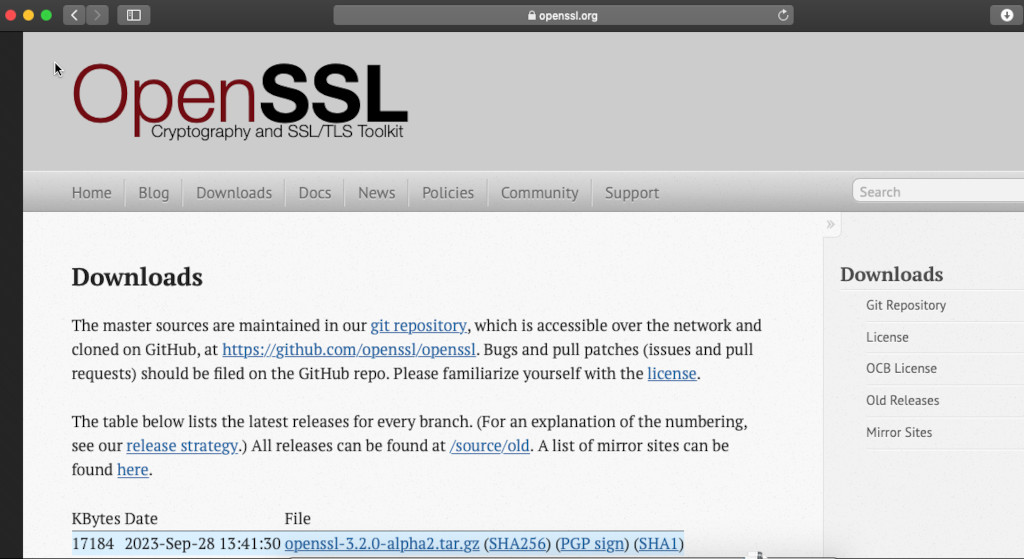 openssl.org
OpenSSL
Cryptography and SSL/TLS Toolkit
Home Blog Downloads Docs News Policies Community Support Search
»
Downloads
The master sources are maintained in our git repository, which is accessible over the network and
cloned on GitHub, at https://github.com/openssl/openssl. Bugs and pull patches (issues and pull
requests) should be filed on the GitHub repo. Please familiarize yourself with the license.
The table below lists the latest releases for every branch. (For an explanation of the numbering,
see our release strategy.) All releases can be found at /source/old. A list of mirror sites can be
found here.
KBytes Date File
17184 2023-Sep-28 13:41:30 openssl-3.2.0-alpha2.tar.gz (SHA256) (PGP sign) (SHA1)
Downloads
Git Repository
License
OCB License
Old Releases
Mirror Sites